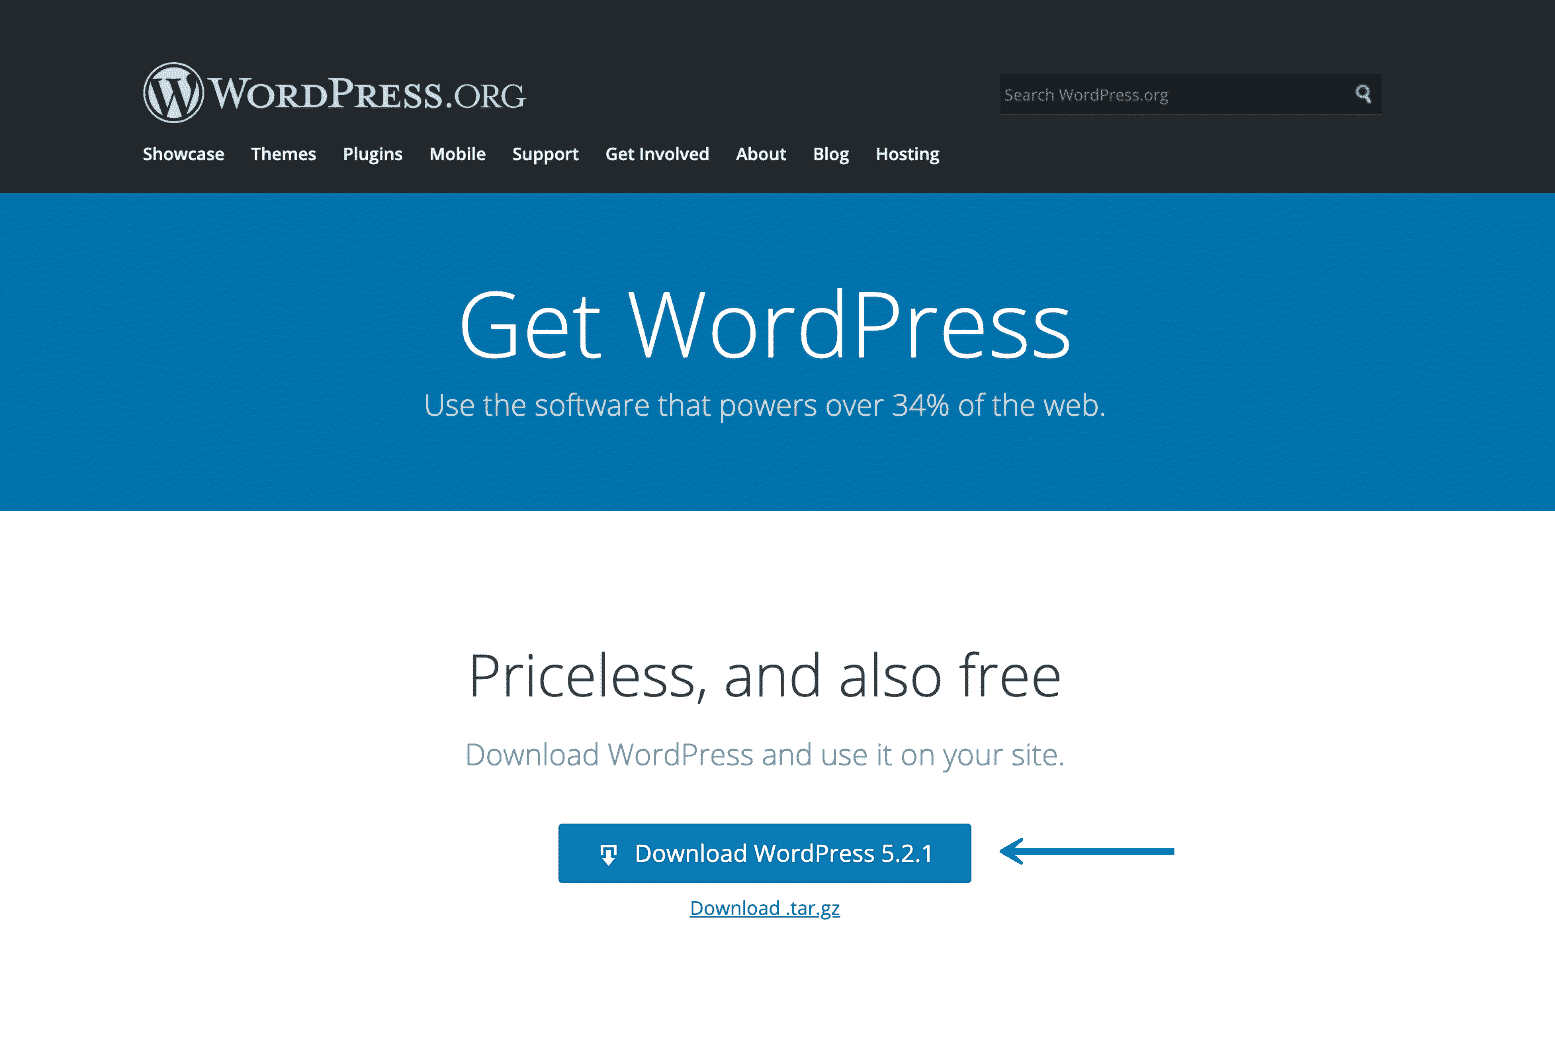 WordPress.org
Search WordPress.org
Showcase Themes Plugins Mobile Support Get Involved About Blog Hosting
Get WordPress
Use the software that powers over 34% of the web.
Priceless, and also free
Download WordPress and use it on your site.
Download WordPress 5.2.1
Download .tar.gz